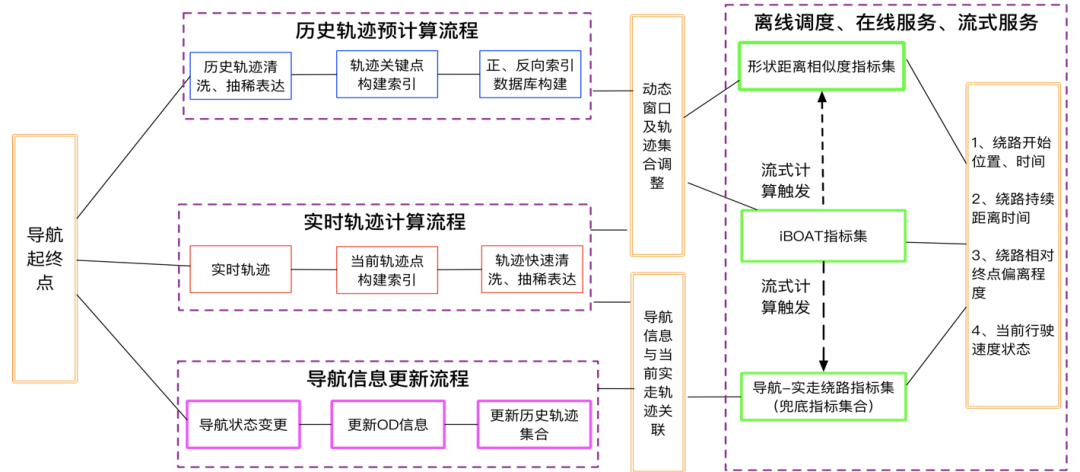 导航
起终
点
历史轨迹预计算流程
历史轨迹清
洗、抽稀表达
轨迹关键点
构建索引
正、反向索引
数据库构建
实时轨迹计算流程
实时轨迹
当前轨迹点
构建索引
轨迹快速清
洗、抽稀表达
导航信息更新流程
导航状态变更
更新OD信息
更新历史轨迹
集合
动态
窗口
及轨
迹集
合调
整
导航
信息
与当
前实
走轨
迹关
联
离线调度、在线服务、流式服务
形状距离相似度指标集
流式计
算触发
iBOAT指标集
流式计
算触发
导航-实走绕路指标集
(兜底指标集合)
1、绕路开始
位置、时间
2、绕路持续
距离时间
3、绕路相对
终点偏离程
度
4、当前行驶
速度状态